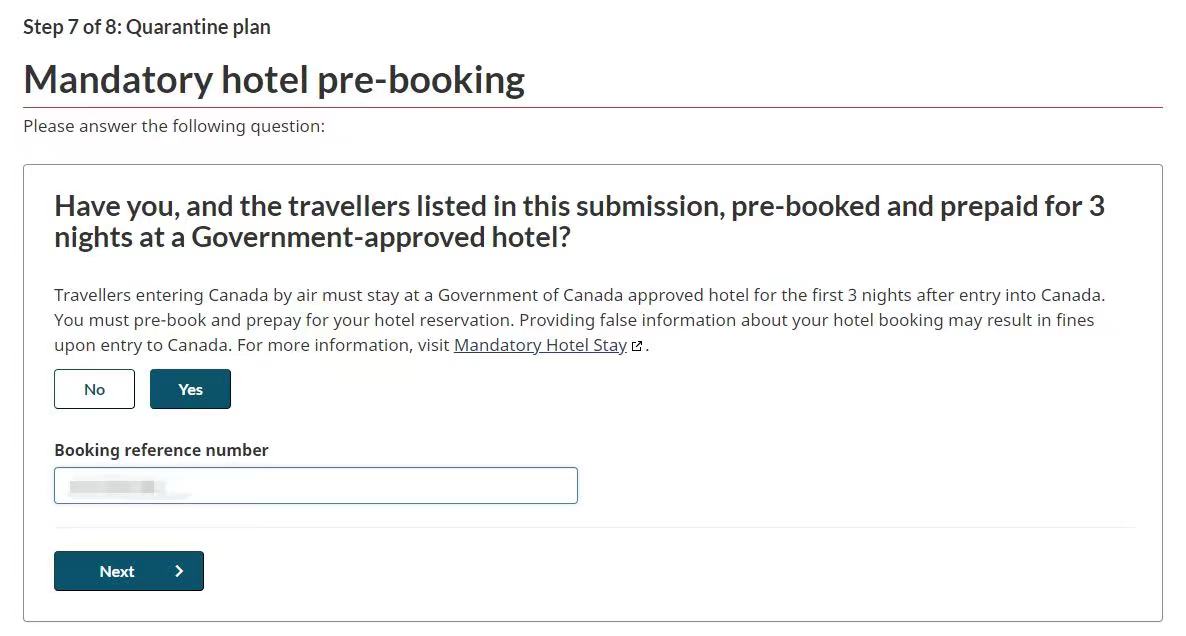 Step 7 of 8: Quarantine plan
Mandatory hotel pre-booking
Please answer the following question:
Have you, and the travellers listed in this submission, pre-booked and prepaid for 3
nights at a Government-approved hotel?
Travellers entering Canada by air must stay at a Government of Canada approved hotel for the first 3 nights after entry into Canada.
You must pre-book and prepay for your hotel reservation. Providing false information about your hotel booking may result in fines
upon entry to Canada. For more information, visit Mandatory Hotel Stay.
No Yes
Booking reference number
Next